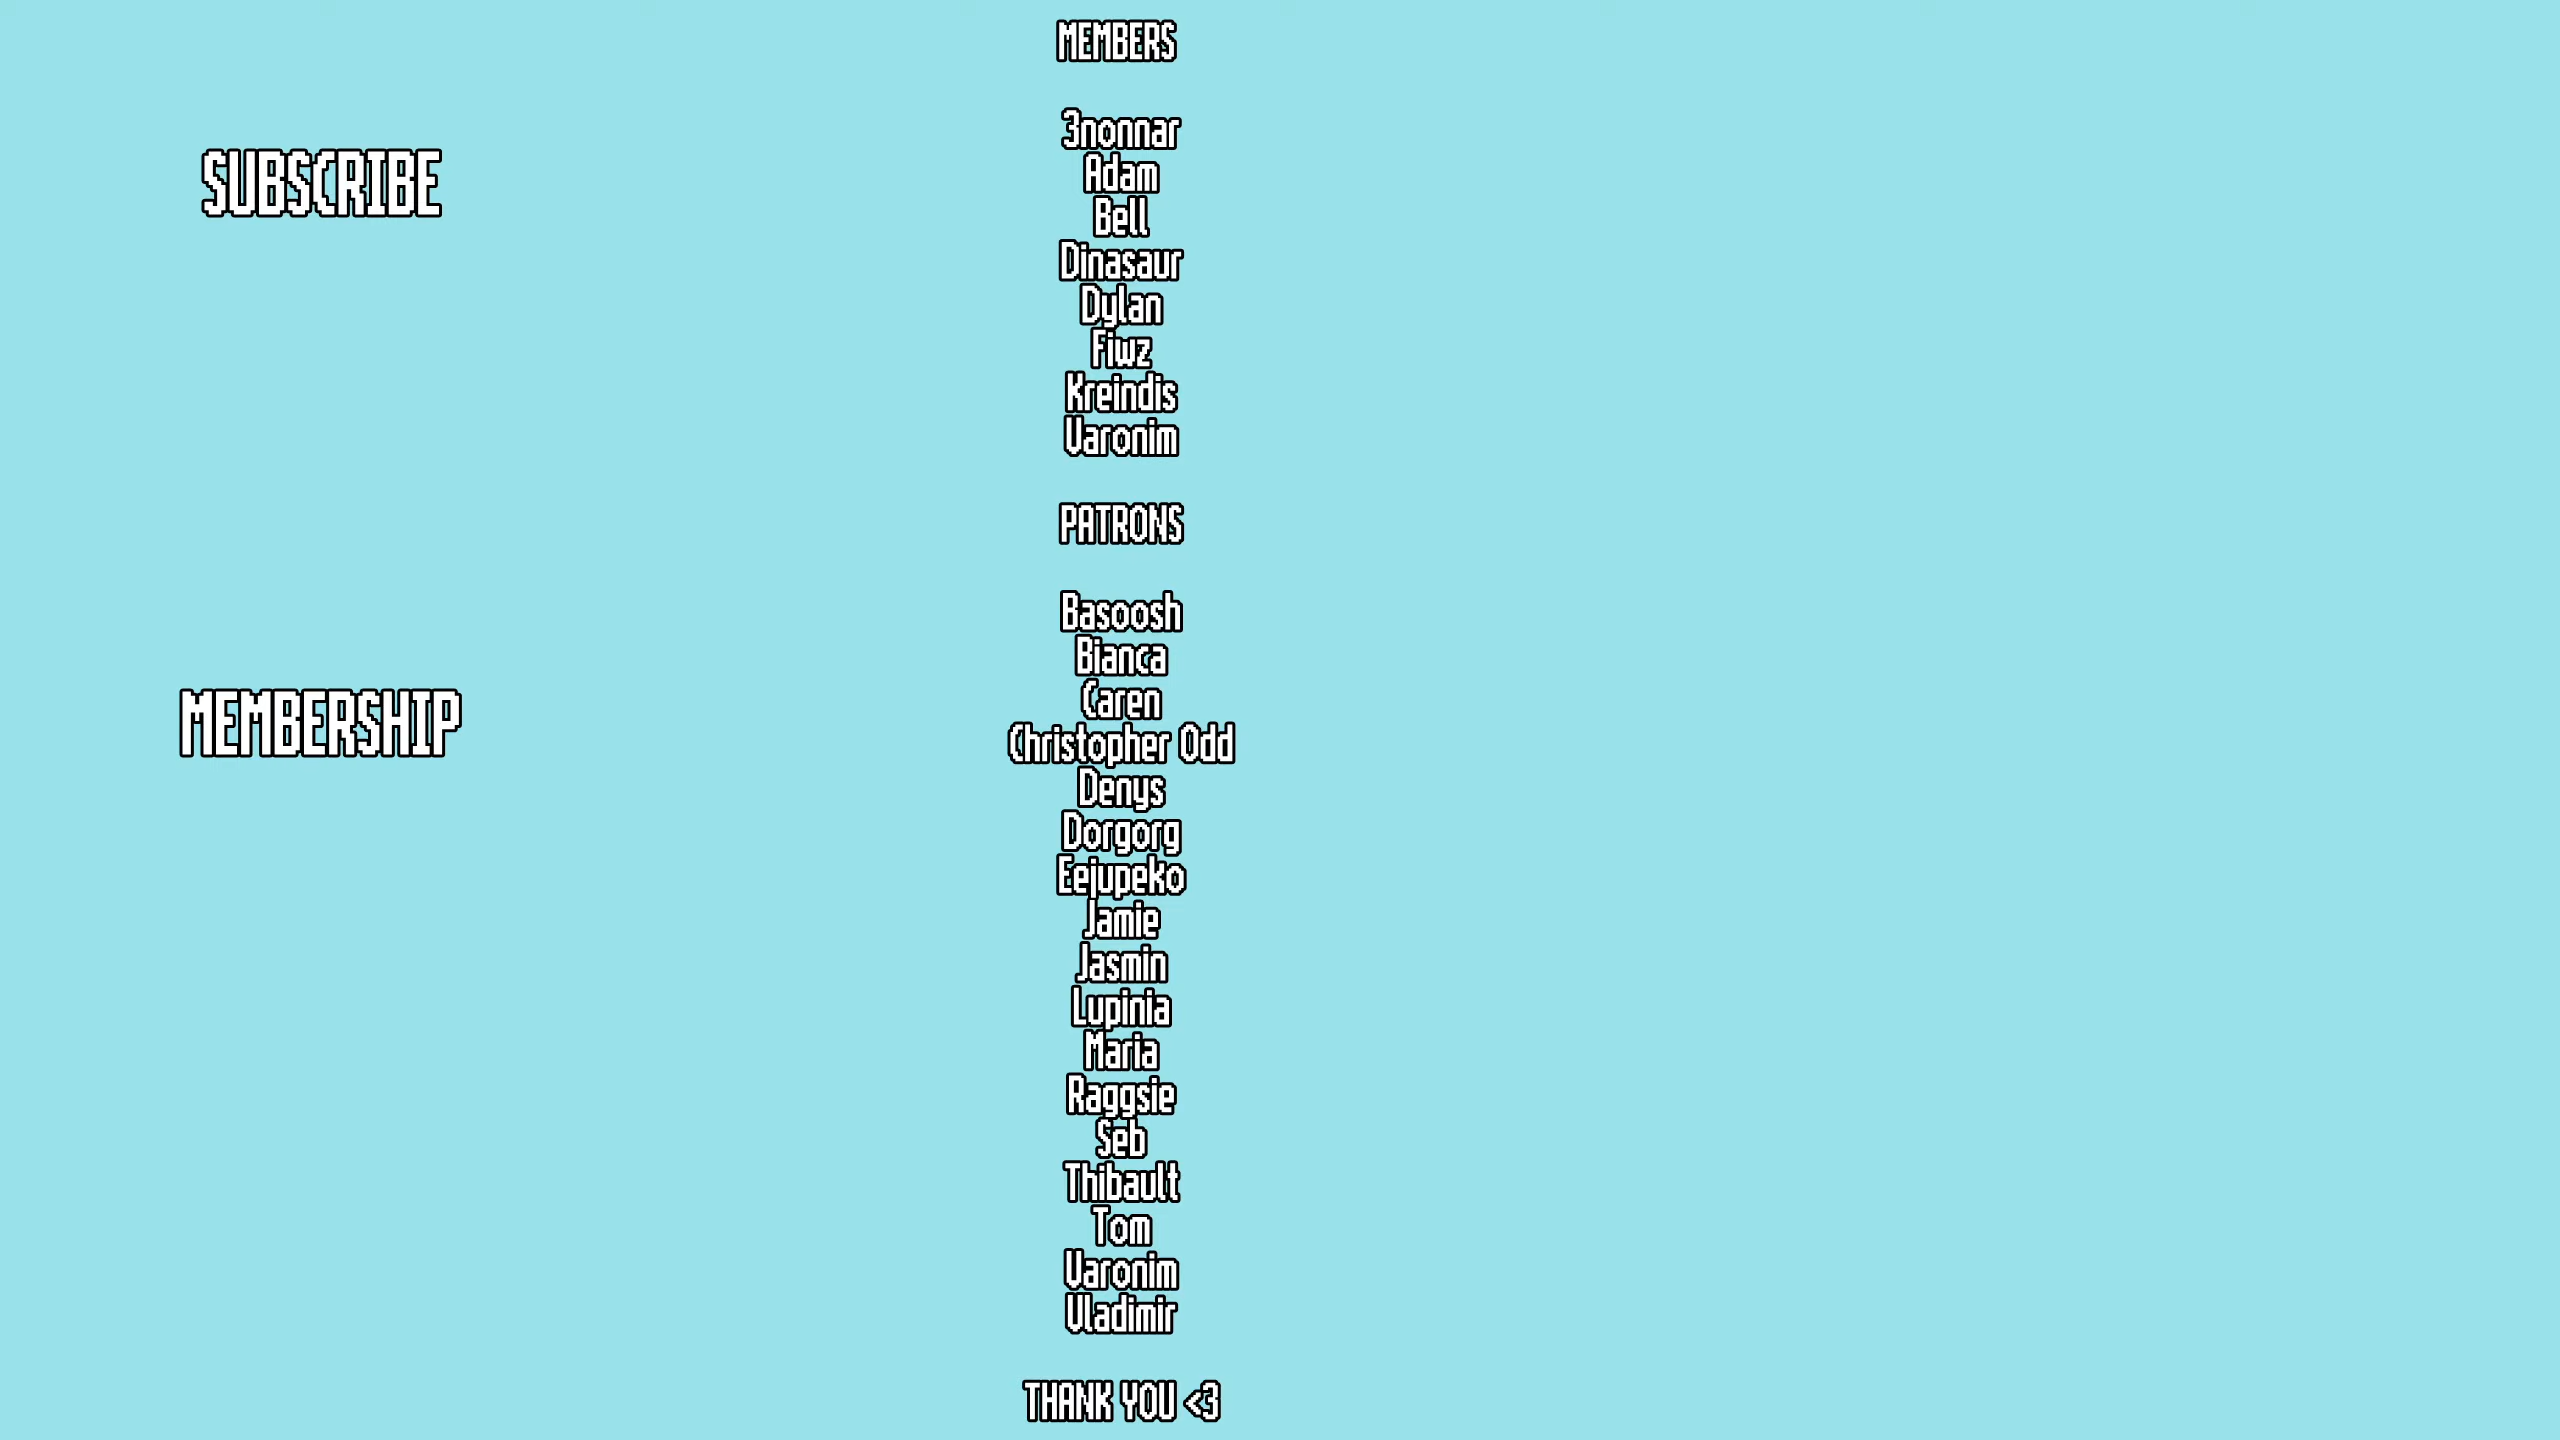 SUBSCRIBE
MEMBERSHIP
MEMBERS
3nonnar
Adam
Bell
Dinasaur
Dylan
Fiwz
Kreindis
Varonim
PATRONS
Basoosh
Bianca
Caren
Christopher Odd
Denys
Dorgorg
Eejupeko
Jamie
Jasmin
Lupinia
Maria
Raggsie
Seb
Thibault
Tom
Varonim
Vladimir
THANK YOU <3